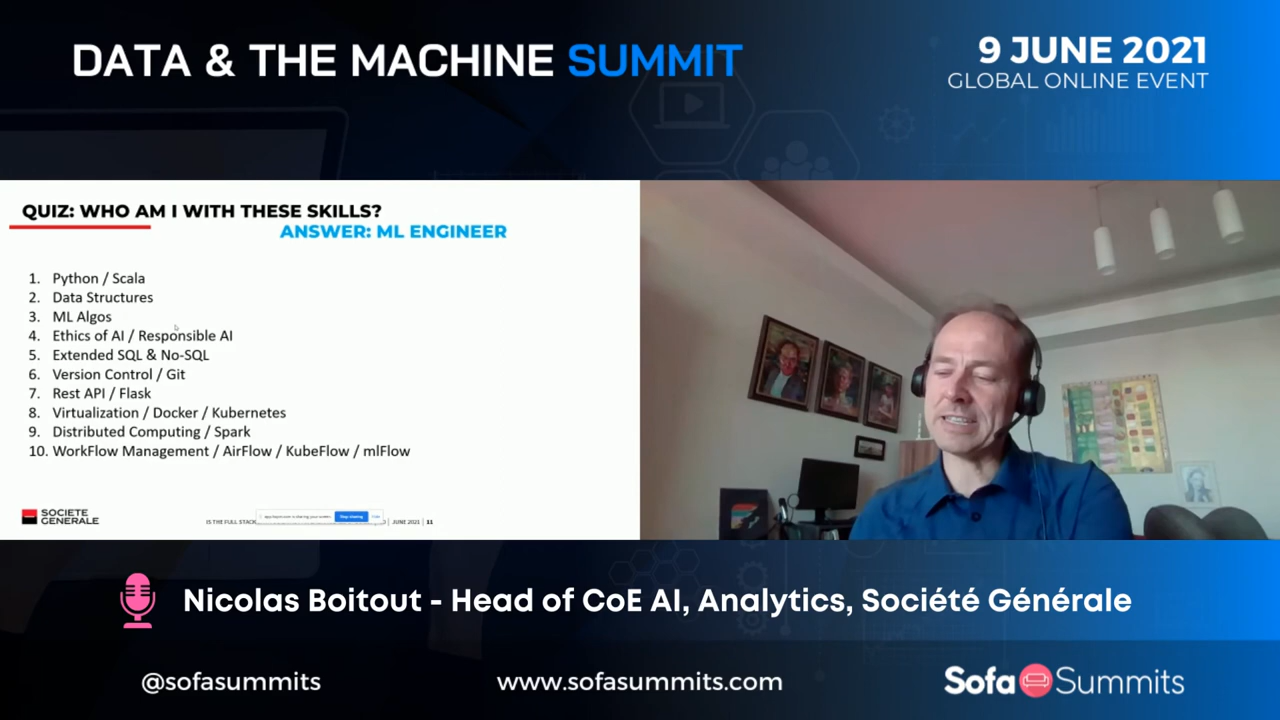 DATA & THE MACHINE SUMMIT
9 JUNE 2021
GLOBAL ONLINE EVENT
QUIZ: WHO AM I WITH THESE SKILLS?
ANSWER: ML ENGINEER
1. Python / Scala
2. Data Structures
3. ML Algos
4. Ethics of AI / Responsible AI
5. Extended SQL & No-SQL
6. Version Control / Git
7. Rest API / Flask
8. Virtualization / Docker / Kubernetes
9. Distributed Computing / Spark
10. WorkFlow Management / AirFlow / KubeFlow / mlFlow
SOCIETE
GENERALE
IS THE FULL STACK
Stop sharing
JUNE 2021 | 11
Nicolas Boitout - Head of CoE AI, Analytics, Société Générale
@sofasummits
www.sofasummits.com
Sofa Summits